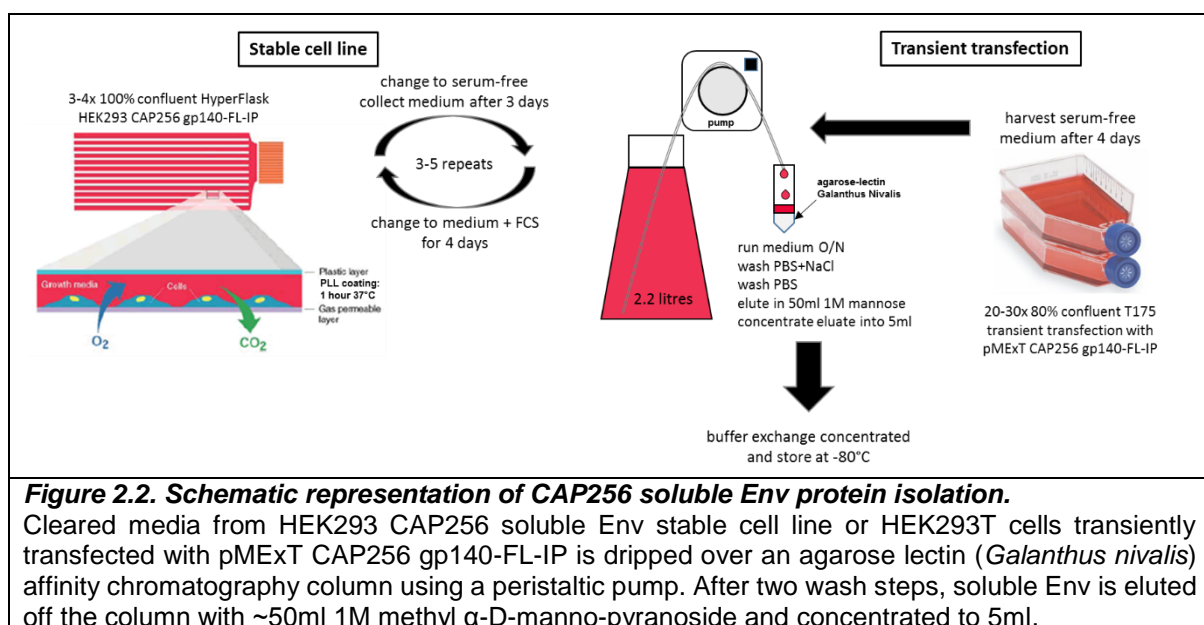 Stable cell line
3-4x 100% confluent HyperFlask
HEK293 CAP256 gp140-FL-IP
change to serum-free
collect medium after 3 days
3-5 repeats
change to medium + FCS
for 4 days
Growth media
Cells
Plastic layer
PLL coating:
1 hour 37°C
Gas permeable
layer
O2
CO2
pump
2.2 litres
agarose-lectin
Galanthus Nivalis
run medium O/N
wash PBS+NaCl
wash PBS
elute in 50ml 1M mannose
concentrate eluate into 5ml
buffer exchange concentrated
and store at -80°C
Transient transfection
harvest serum-free
medium after 4 days
20-30x 80% confluent T175
transient transfection with
pMExT CAP256 gp140-FL-IP
Figure 2.2. Schematic representation of CAP256 soluble Env protein isolation.
Cleared media from HEK293 CAP256 soluble Env stable cell line or HEK293T cells transiently
transfected with pMExT CAP256 gp140-FL-IP is dripped over an agarose lectin (Galanthus nivalis)
affinity chromatography column using a peristaltic pump. After two wash steps, soluble Env is eluted
off the column with ~50ml 1M methyl α-D-manno-pyranoside and concentrated to 5ml.